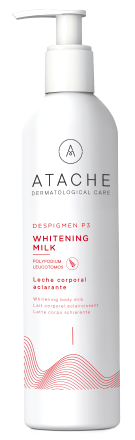 ATACHE
DERMATOLOGICAL CARE
DESPIGMEN P3
WHITENING
MILK
POLYPODIUM
LEUCOTOMOS
Leche corporal
aclarante
Whitening body milk
Lait corporel éclaircissant
Latte corpo schiarente